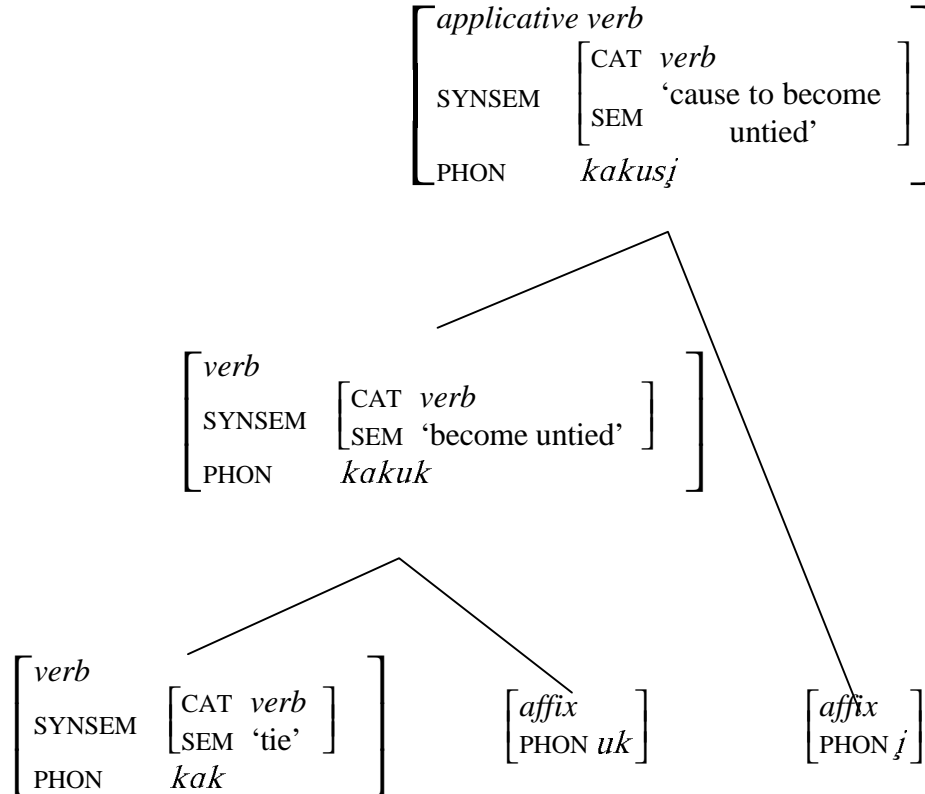 applicative verb
CAT verb
SYNSEM
SEM ‘cause to become
untied’
PHON kakusi̧
verb
CAT verb
SYNSEM
SEM ‘become untied’
PHON kakuk
verb
CAT verb
SYNSEM
SEM ‘tie’
PHON kak
affix
PHON uk
affix
PHON i̧